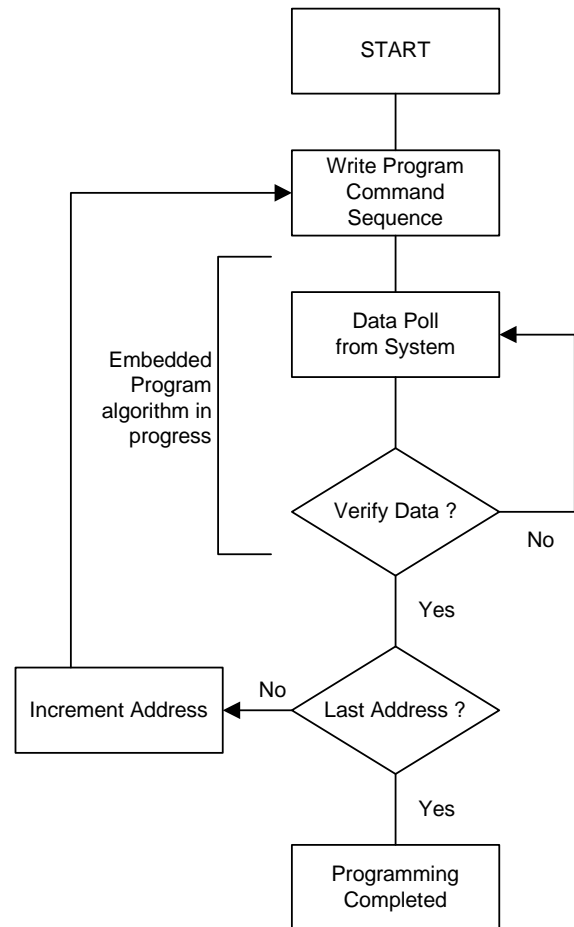 START
Write Program
Command
Sequence
Data Poll
from System
Embedded
Program
algorithm in
progress
Verify Data ?
No
Yes
Increment Address
No
Last Address ?
Yes
Programming
Completed